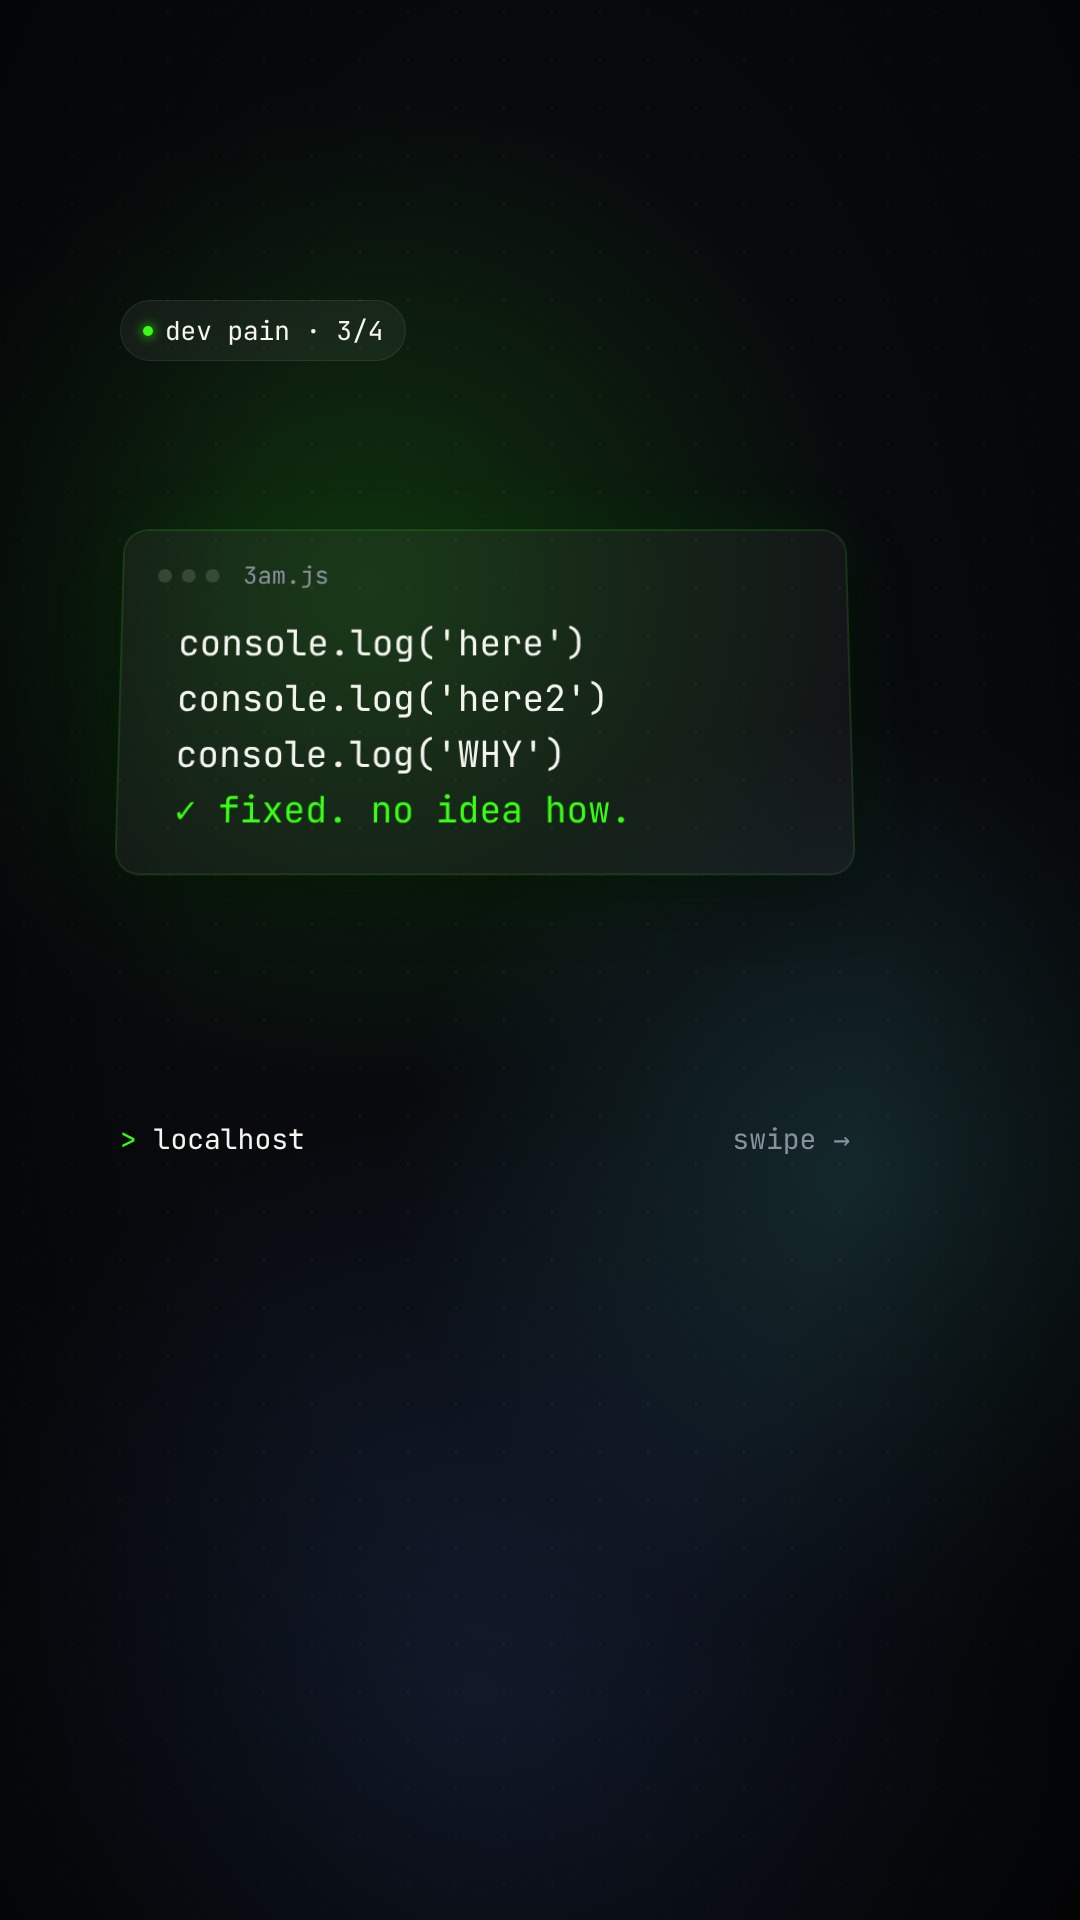 dev pain · 3/4
3am.js
console.log('here')
console.log('here2')
console.log('WHY')
✓ fixed. no idea how.
> localhost
swipe →